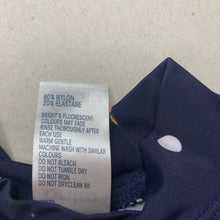 80% NYLON
20% ELASTANE
BRIGHT & FLUORESCENT
COLOURS MAY FADE
RINSE THOROUGHLY AFTER
EACH USE
WARM GENTLE
MACHINE WASH WITH SIMILAR
COLOURS
DO NOT BLEACH
DO NOT TUMBLE DRY
DO NOT IRON
DO NOT DRYCLEAN